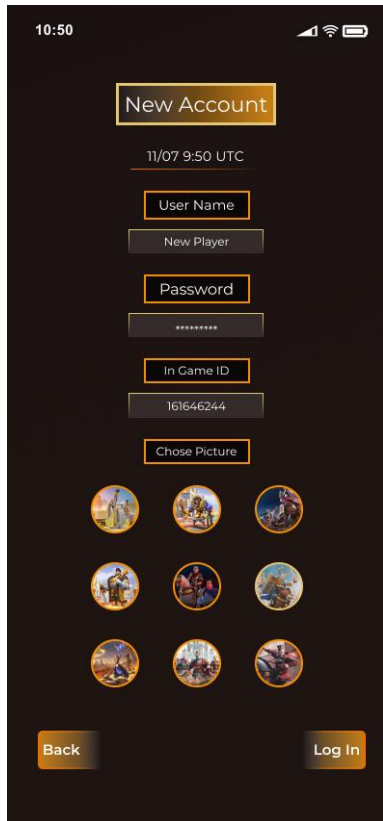 10:50
New Account
11/07 9:50 UTC
User Name
New Player
Password
*********
In Game ID
161646244
Chose Picture
Back
Log In